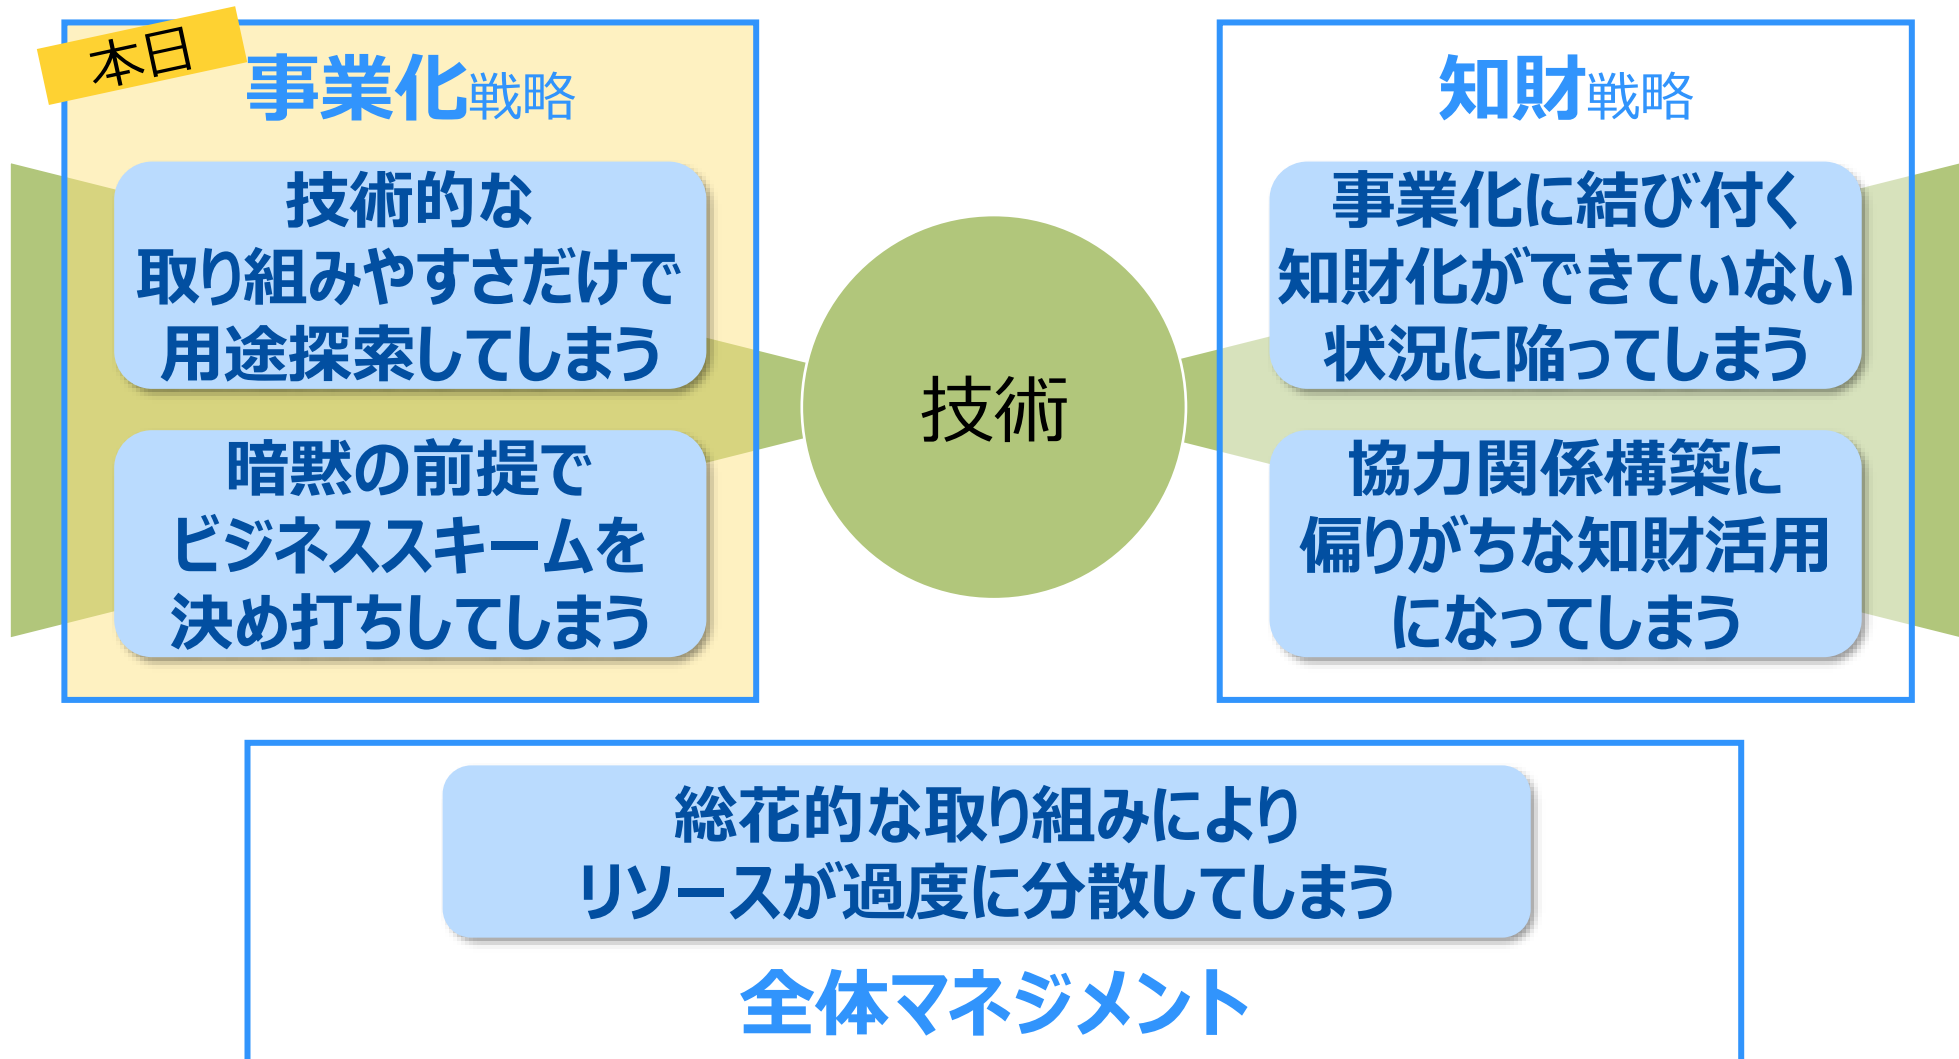 本日
事業化戦略
技術的な
取り組みやすさだけで
用途探索してしまう
暗黙の前提で
ビジネススキームを
決め打ちしてしまう
技術
知財戦略
事業化に結び付く
知財化ができていない
状況に陥ってしまう
協力関係構築に
偏りがちな知財活用
になってしまう
総花的な取り組みにより
リソースが過度に分散してしまう
全体マネジメント